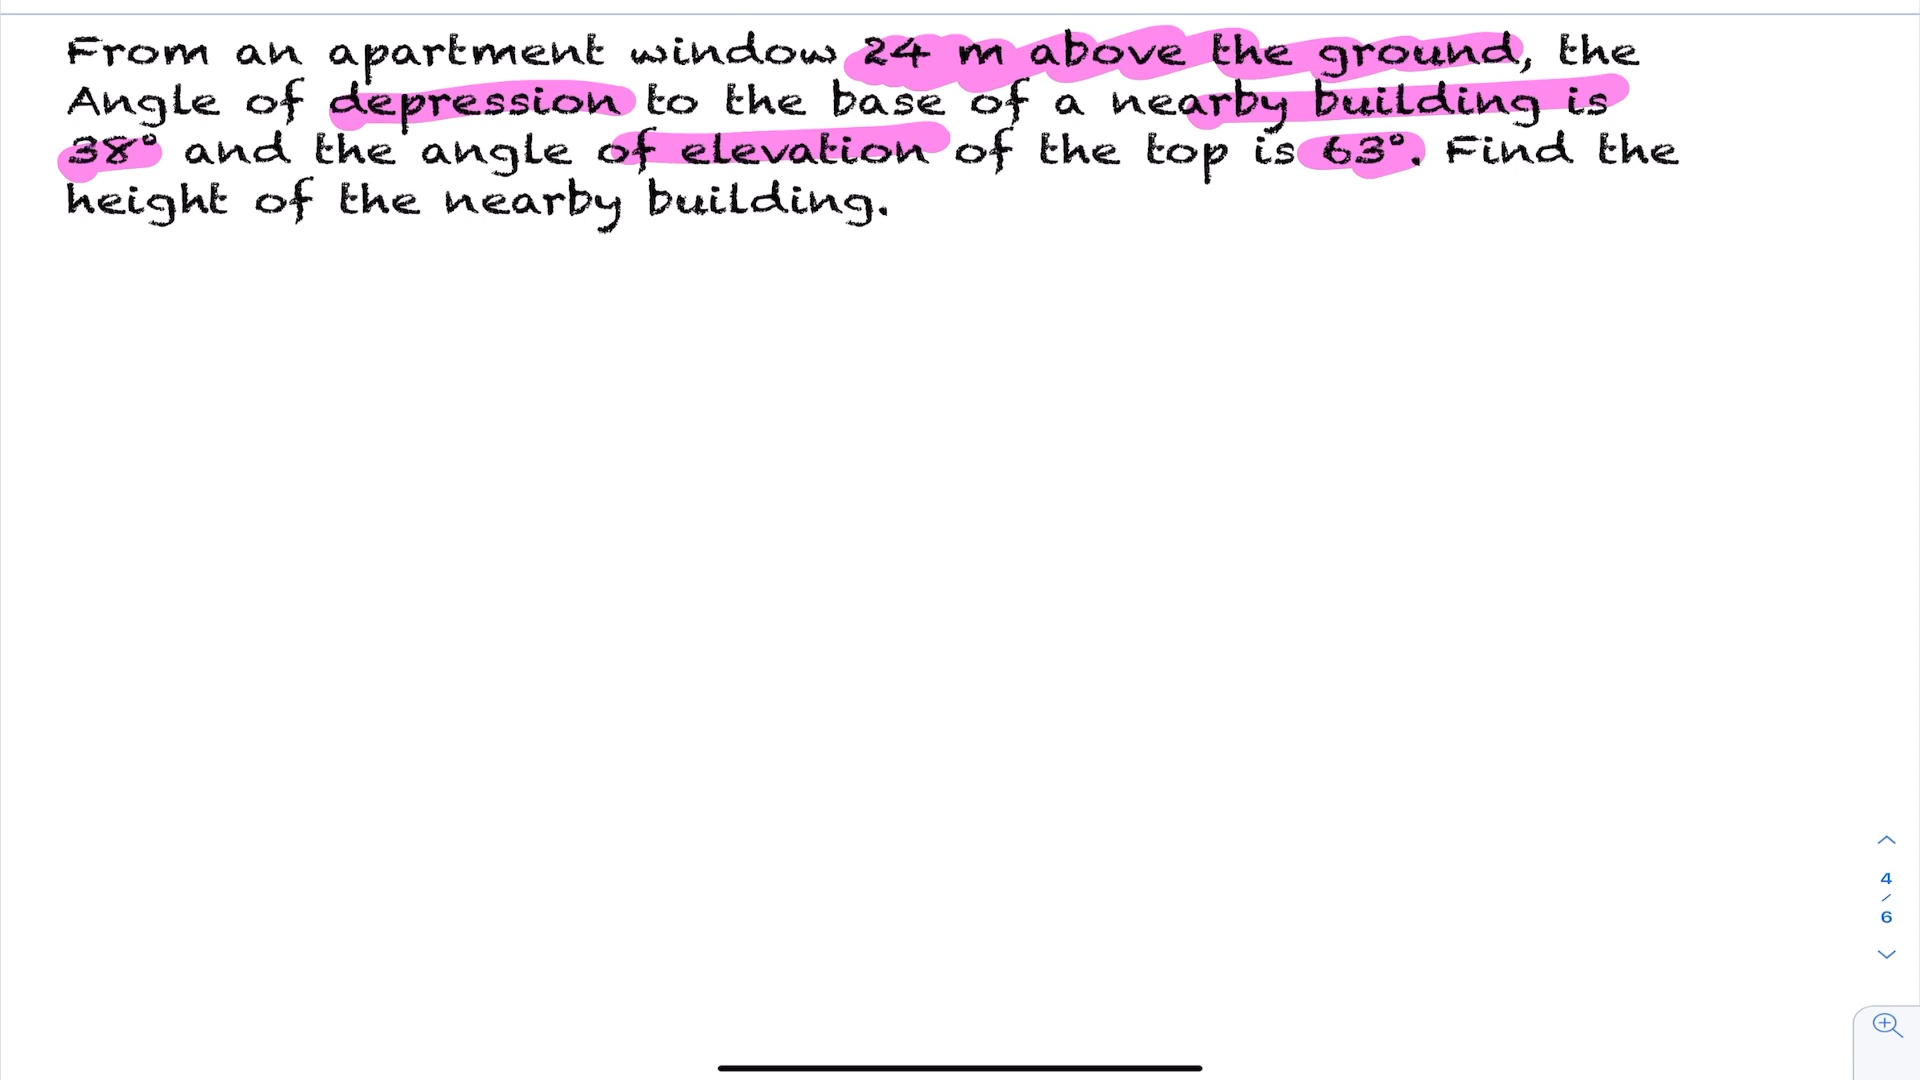 From an apartment window 24 m above the ground, the
Angle of depression to the base of a nearby building is
38° and the angle of elevation of the top is 63°. Find the
height of the nearby building.
4
/
6